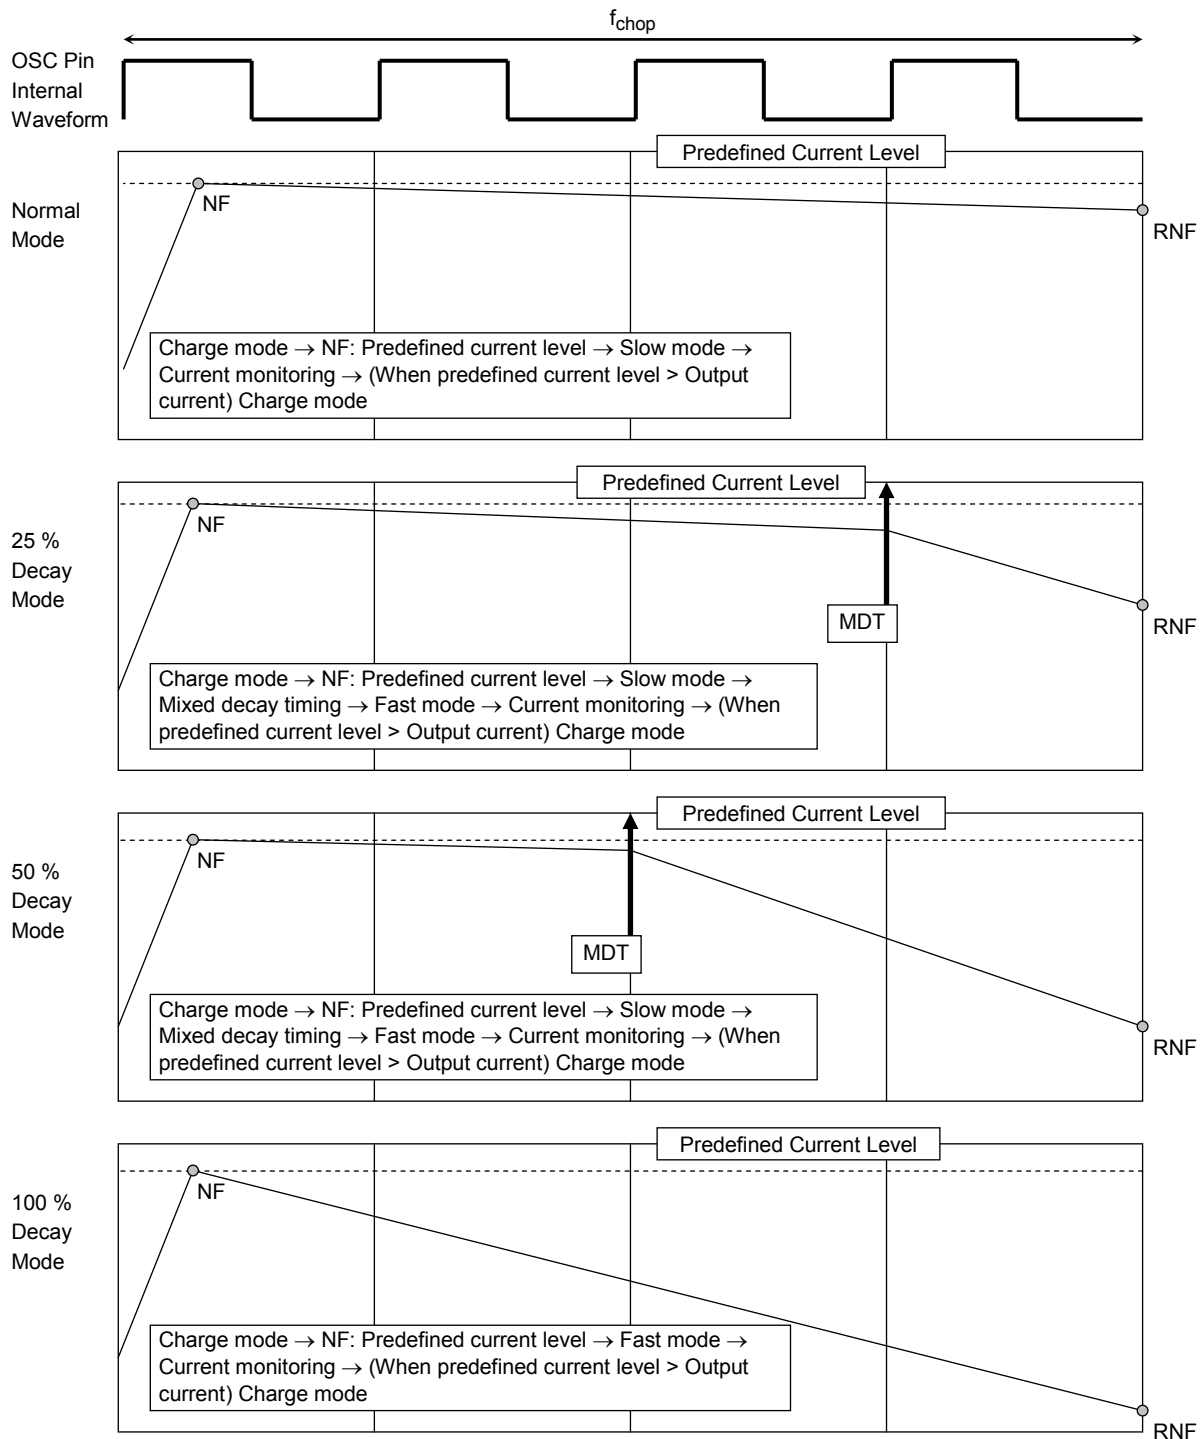 fchop
OSC Pin
Internal
Waveform
Predefined Current Level
NF
Normal
Mode
RNF
Charge mode → NF: Predefined current level → Slow mode →
Current monitoring → (When predefined current level > Output
current) Charge mode
Predefined Current Level
NF
25 %
Decay
Mode
MDT
RNF
Charge mode → NF: Predefined current level → Slow mode →
Mixed decay timing → Fast mode → Current monitoring → (When
predefined current level > Output current) Charge mode
Predefined Current Level
NF
50 %
Decay
Mode
MDT
Charge mode → NF: Predefined current level → Slow mode →
Mixed decay timing → Fast mode → Current monitoring → (When
predefined current level > Output current) Charge mode
RNF
Predefined Current Level
NF
100 %
Decay
Mode
Charge mode → NF: Predefined current level → Fast mode →
Current monitoring → (When predefined current level > Output
current) Charge mode
RNF